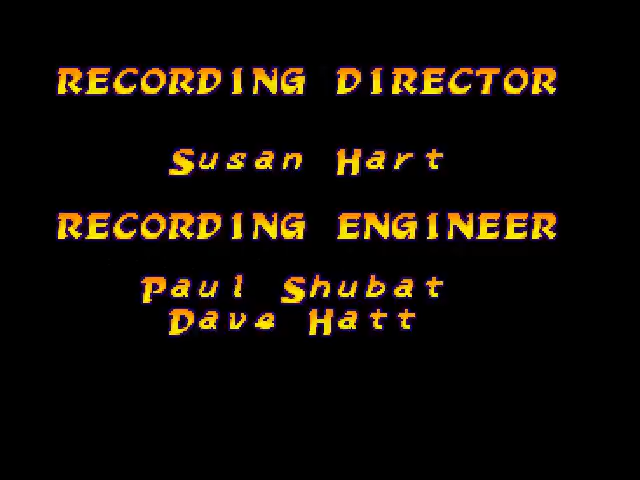 RECORDING DIRECTOR
Susan Hart
RECORDING ENGINEER
Paul Shubat
Dave Hatt